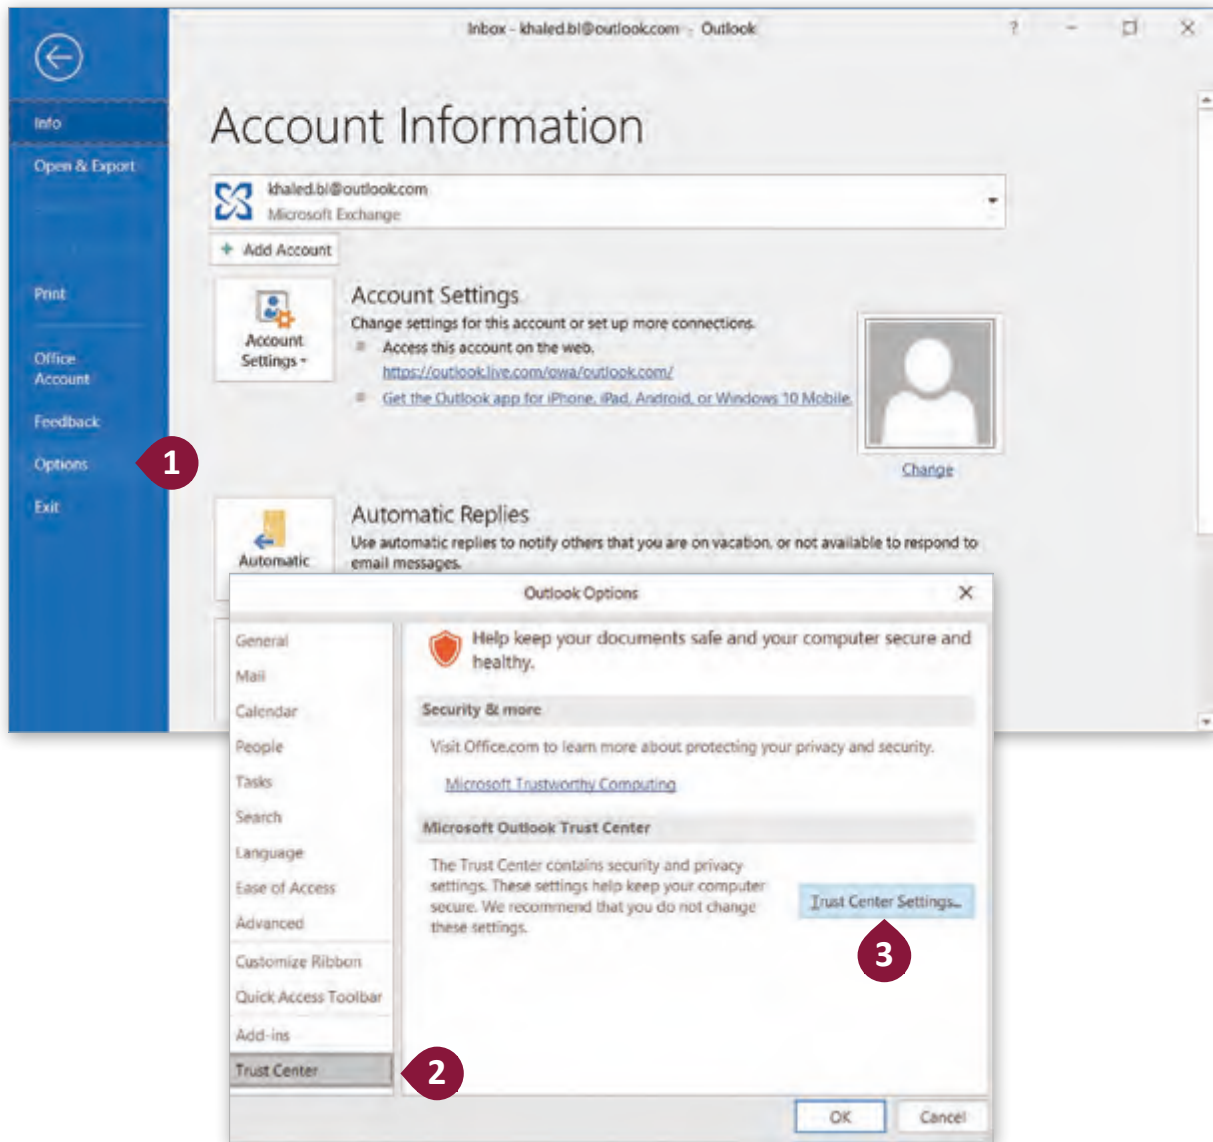 Inbox - khaled.bl@outlook.com - Outlook
?
Info
Open & Export
Print
Office
Account
Feedback
Options
Exit
1
Account Information
khaled.bl@outlook.com
Microsoft Exchange
+ Add Account
Account
Settings
Account Settings
Change settings for this account or set up more connections.
Access this account on the web.
https://outlook.live.com/owa/outlook.com/
Get the Outlook app for iPhone, iPad, Android, or Windows 10 Mobile.
Change
Automatic
Automatic Replies
Use automatic replies to notify others that you are on vacation, or not available to respond to
email messages.
Outlook Options
General
Mail
Calendar
People
Tasks
Search
Language
Ease of Access
Advanced
Customize Ribbon
Quick Access Toolbar
Add-ins
Trust Center
2
Help keep your documents safe and your computer secure and
healthy.
Security & more
Visit Office.com to learn more about protecting your privacy and security.
Microsoft Trustworthy Computing
Microsoft Outlook Trust Center
The Trust Center contains security and privacy
settings. These settings help keep your computer
secure. We recommend that you do not change
these settings.
Trust Center Settings...
3
OK
Cancel